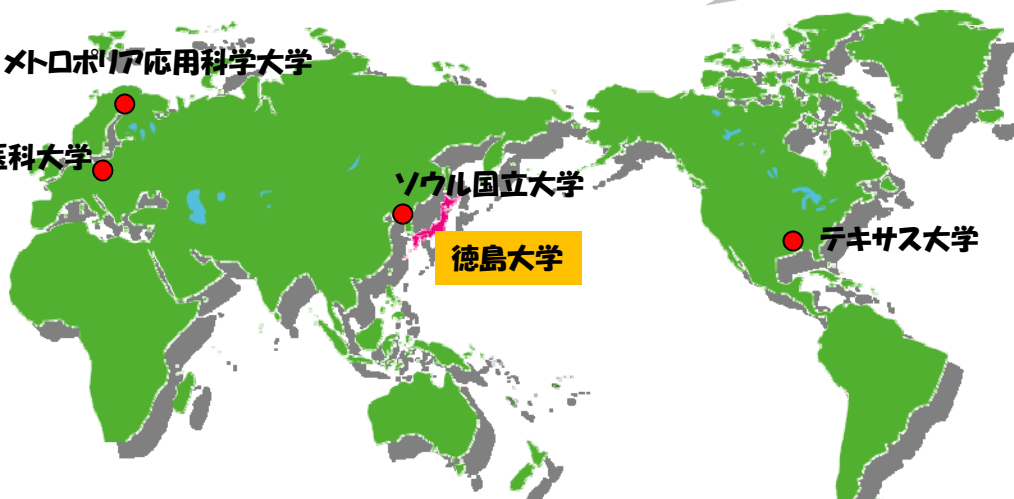 メトロポリア応用科学大学
医科大学
ソウル国立大学
徳島大学
テキサス大学